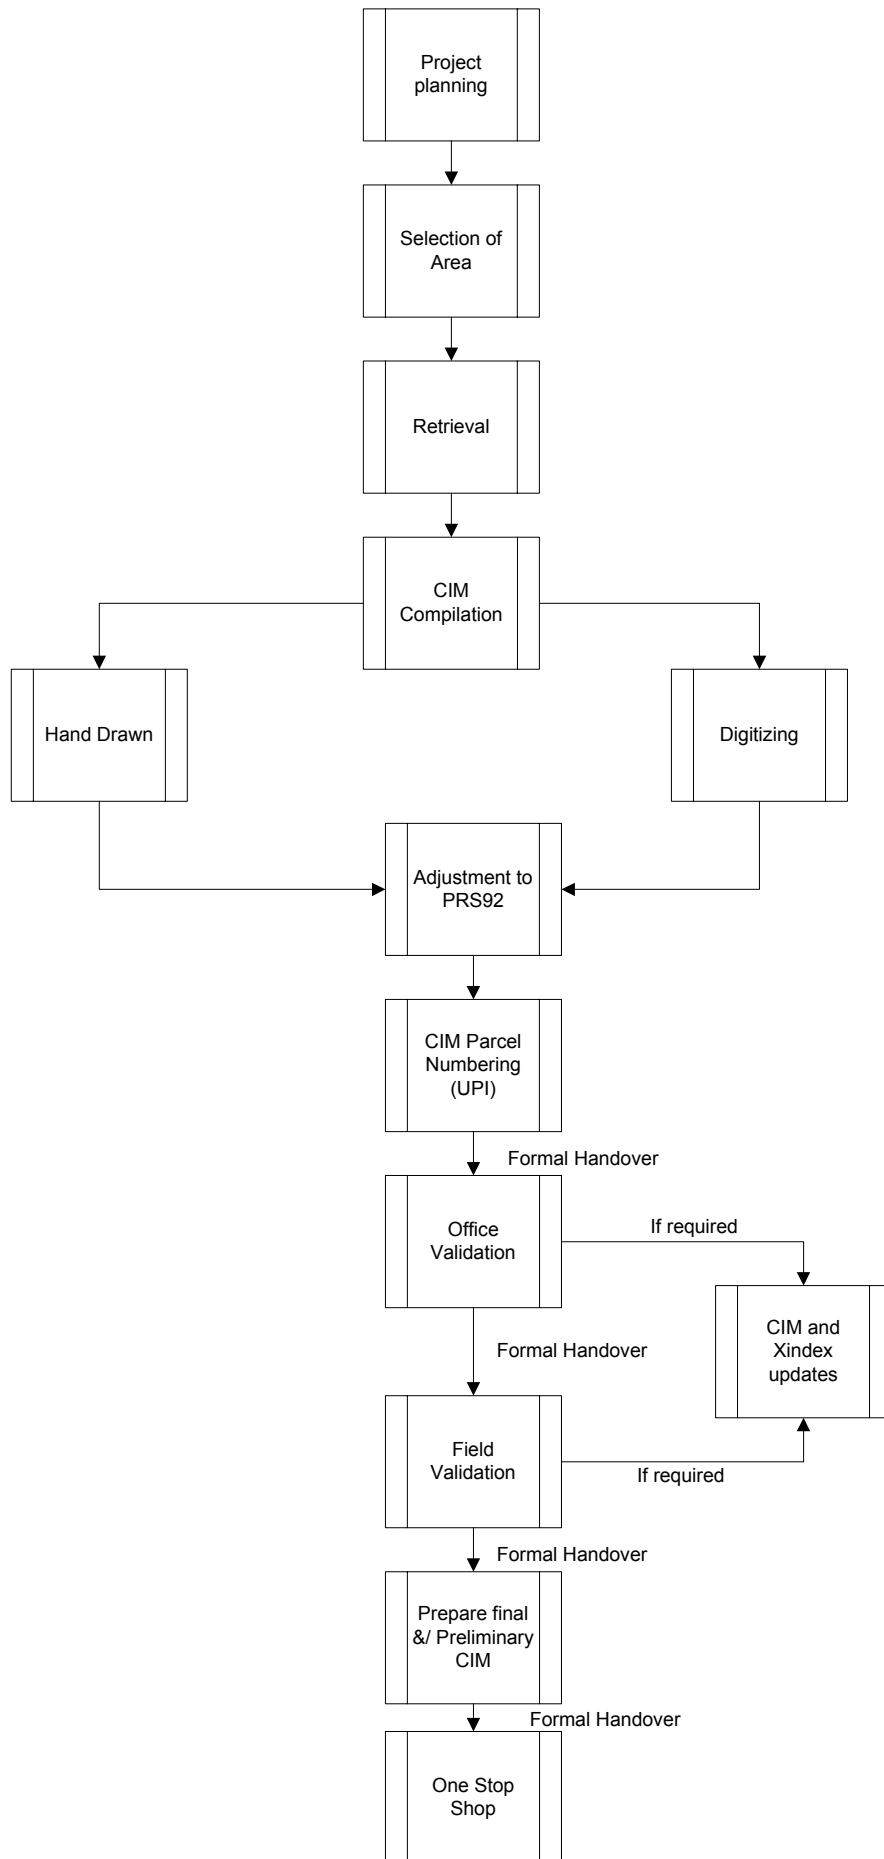 Project
planning
Selection of
Area
Retrieval
CIM
Compilation
Hand Drawn
Digitizing
Adjustment to
PRS92
CIM Parcel
Numbering
(UPI)
Formal Handover
Office
Validation
If required
CIM and
Xindex
updates
Formal Handover
Field
Validation
If required
Formal Handover
Prepare final
&/ Preliminary
CIM
Formal Handover
One Stop
Shop